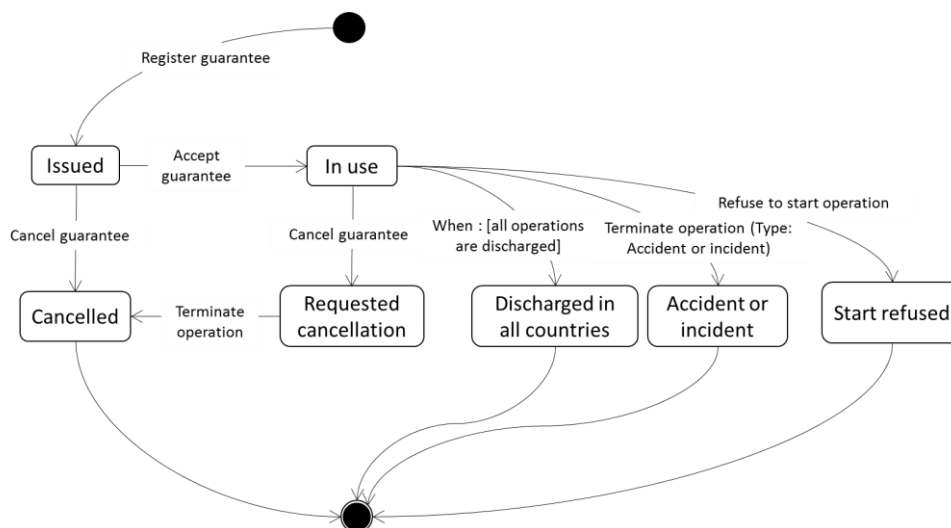 Register guarantee
Issued
Accept
guarantee
In use
Refuse to start operation
Cancel guarantee
Cancel guarantee
When : [all operations
are discharged]
Terminate operation (Type:
Accident or incident)
Cancelled
Terminate
operation
Requested
cancellation
Discharged in
all countries
Accident or
incident
Start refused